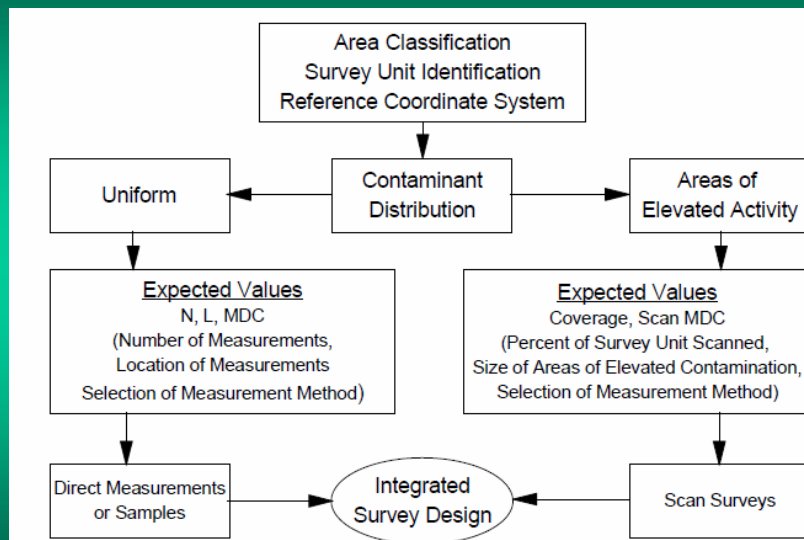 Area Classification
Survey Unit Identification
Reference Coordinate System
Uniform
Contaminant
Distribution
Areas of
Elevated Activity
Expected Values
N, L, MDC
(Number of Measurements,
Location of Measurements
Selection of Measurement Method)
Expected Values
Coverage, Scan MDC
(Percent of Survey Unit Scanned,
Size of Areas of Elevated Contamination,
Selection of Measurement Method)
Direct Measurements
or Samples
Integrated
Survey Design
Scan Surveys